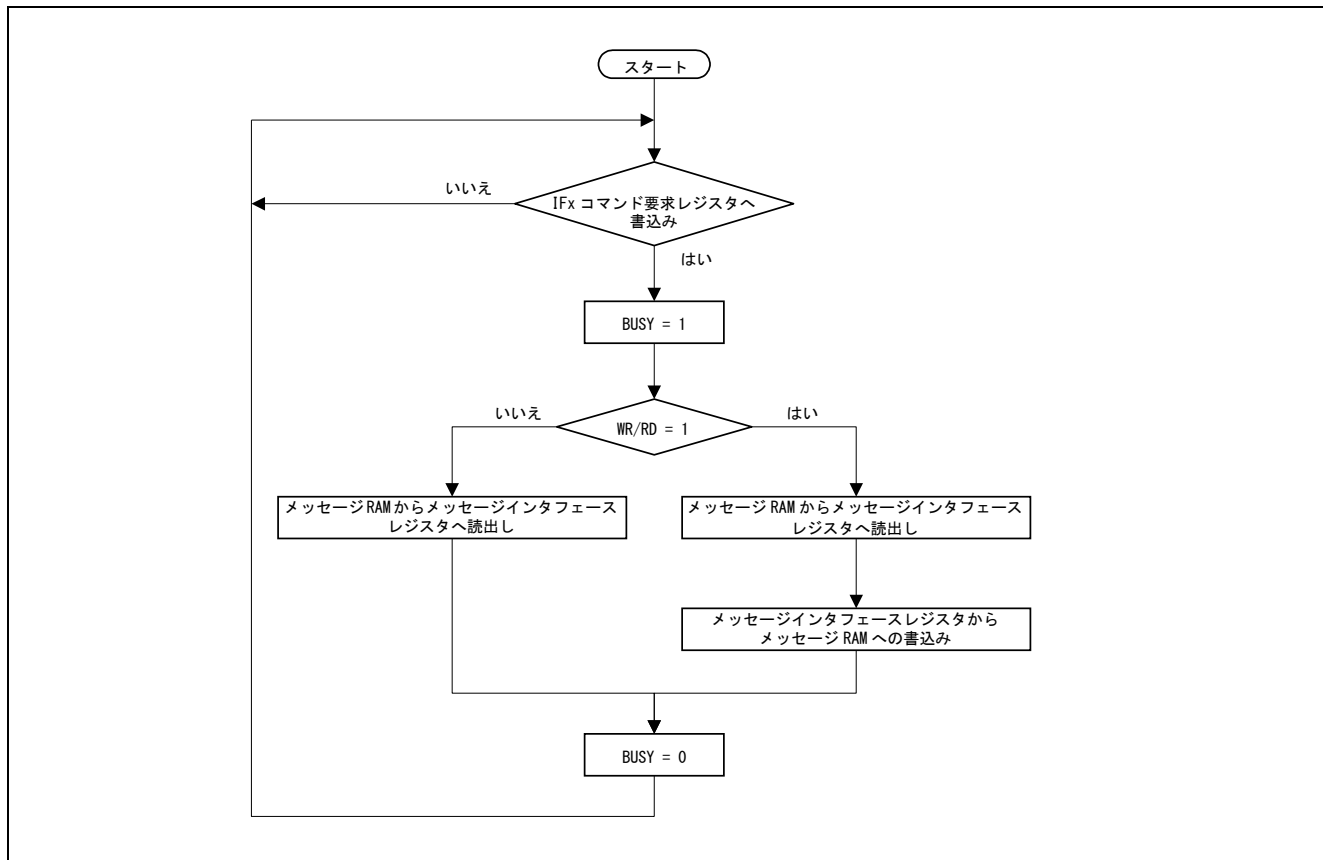 スタート
いいえ
IFx コマンド要求レジスタへ
書込み
はい
BUSY = 1
いいえ
はい
WR/RD = 1
メッセージ RAM からメッセージインタフェース
レジスタへ読出し
メッセージ RAM からメッセージインタフェース
レジスタへ読出し
メッセージインタフェースレジスタから
メッセージ RAM への書込み
BUSY = 0